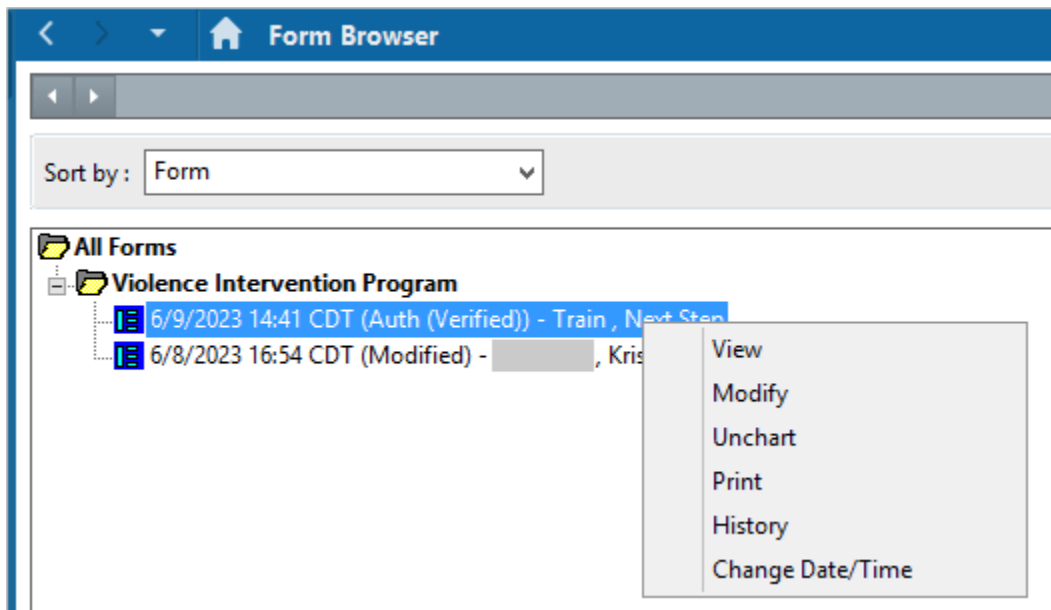 Form Browser
Sort by : Form
All Forms
Violence Intervention Program
6/9/2023 14:41 CDT (Auth (Verified)) - Train , Next Step
6/8/2023 16:54 CDT (Modified) - , Kris
View
Modify
Unchart
Print
History
Change Date/Time